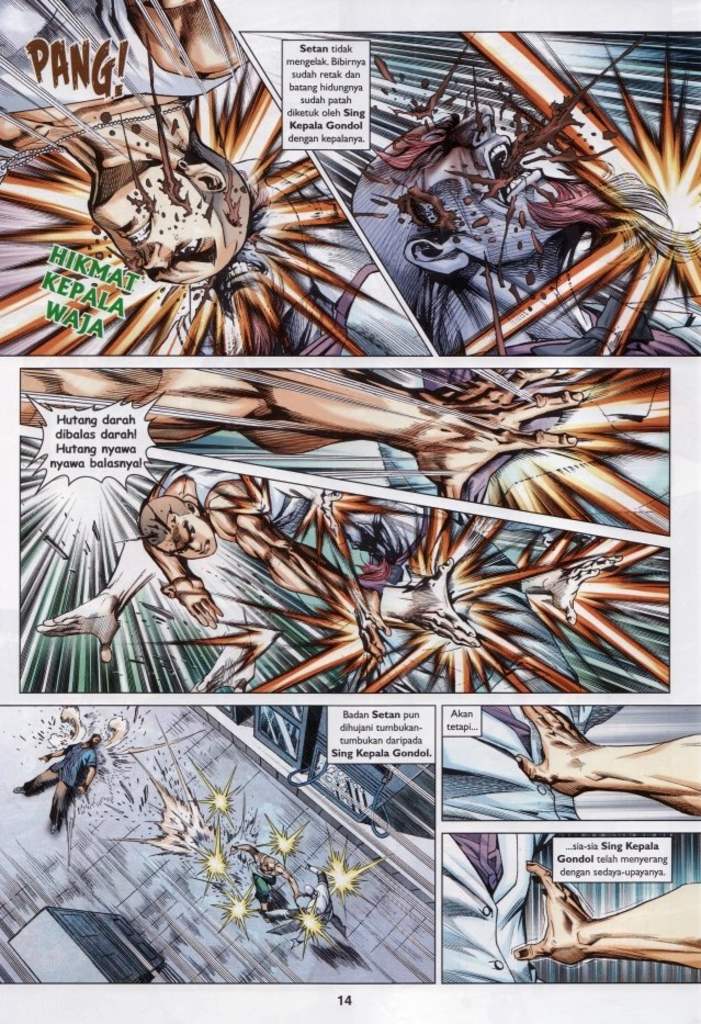 PANG!
HIKMAT
KEPALA
WAJA
Setan tidak
mengelak. Bibirnya
sudah retak dan
batang hidungnya
sudah patah
diketuk oleh Sing
Kepala Gondol
dengan kepalanya.
Hutang darah
dibalas darah!
Hutang nyawa
nyawa balasnya!
Badan Setan pun
dihujani tumbukan-
tumbukan daripada
Sing Kepala Gondol.
Akan
tetapi...
...sia-sia Sing Kepala
Gondol telah menyerang
dengan sedaya-upayanya.
14